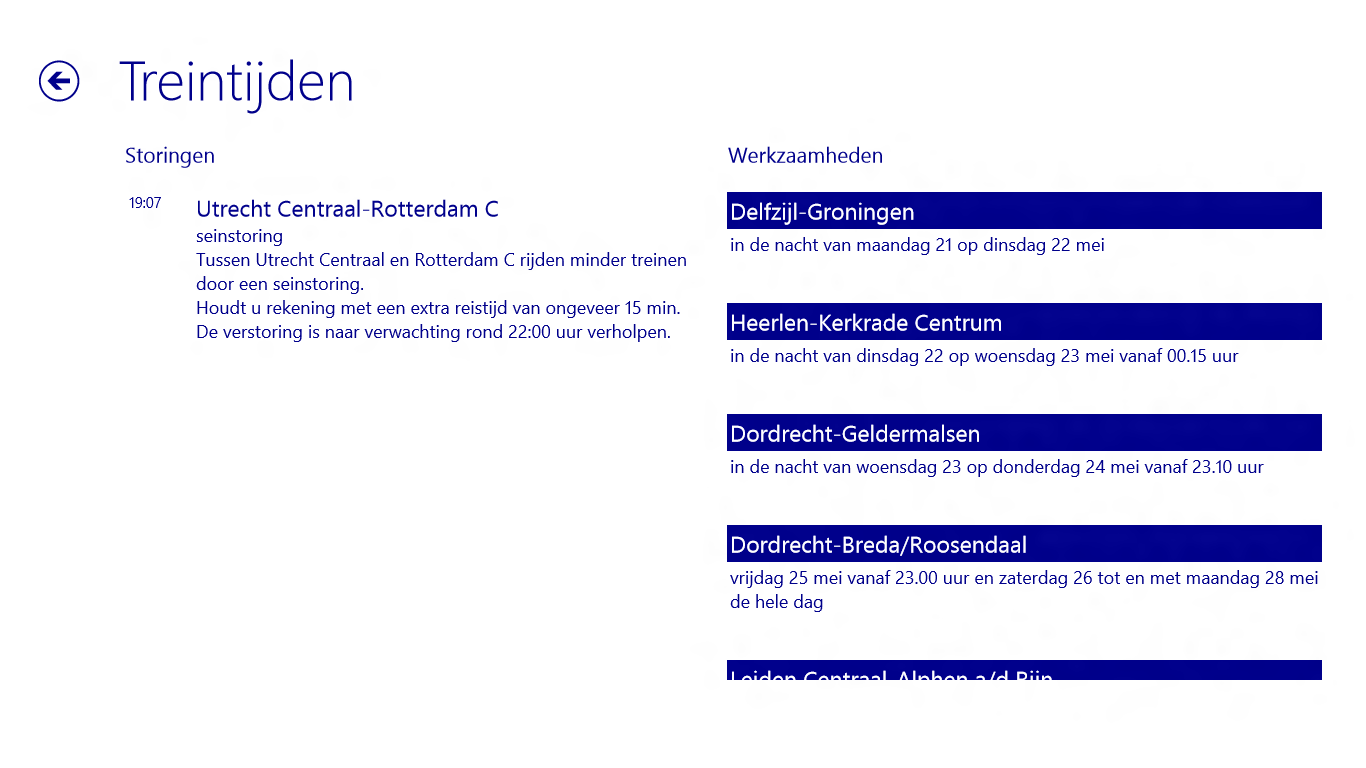 Treintijden
Storingen
19:07
Utrecht Centraal-Rotterdam C
seinstoring
Tussen Utrecht Centraal en Rotterdam C rijden minder treinen
door een seinstoring.
Houdt u rekening met een extra reistijd van ongeveer 15 min.
De verstoring is naar verwachting rond 22:00 uur verholpen.
Werkzaamheden
Delfzijl-Groningen
in de nacht van maandag 21 op dinsdag 22 mei
Heerlen-Kerkrade Centrum
in de nacht van dinsdag 22 op woensdag 23 mei vanaf 00.15 uur
Dordrecht-Geldermalsen
in de nacht van woensdag 23 op donderdag 24 mei vanaf 23.10 uur
Dordrecht-Breda/Roosendaal
vrijdag 25 mei vanaf 23.00 uur en zaterdag 26 tot en met maandag 28 mei
de hele dag
Leiden Centraal-Alphen a/d Rijn